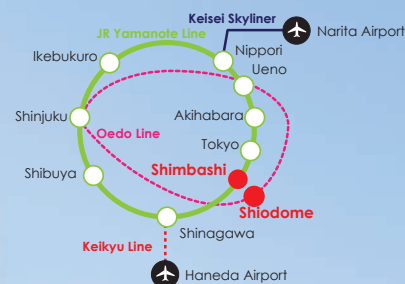 JR Yamanote Line
Keisei Skyliner
Narita Airport
Ikebukuro
Nippori
Ueno
Shinjuku
Oedo Line
Akihabara
Tokyo
Shibuya
Shimbashi
Shiodome
Shinagawa
Keikyu Line
Haneda Airport